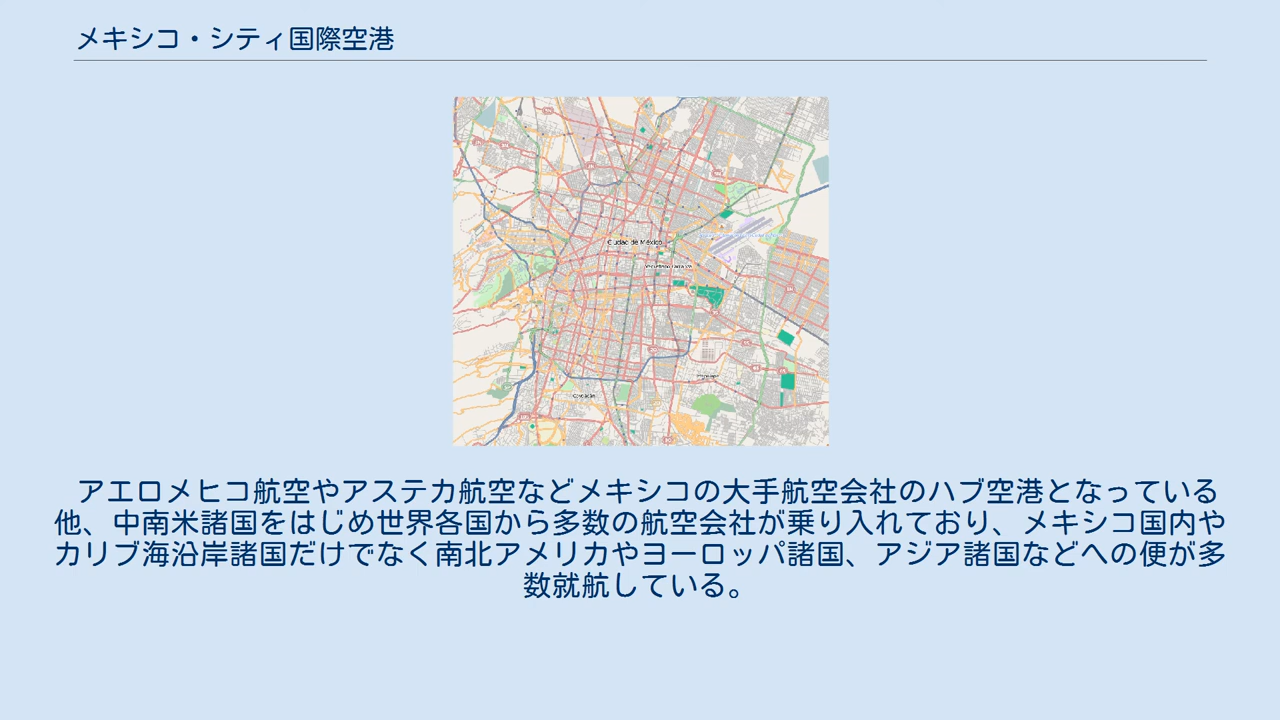 メキシコ・シティ国際空港
Ciudad de México
Coyoacán
アエロメヒコ航空やアステカ航空などメキシコの大手航空会社のハブ空港となっている
他、中南米諸国をはじめ世界各国から多数の航空会社が乗り入れており、メキシコ国内や
カリブ海沿岸諸国だけでなく南北アメリカやヨーロッパ諸国、アジア諸国などへの便が多
数就航している。